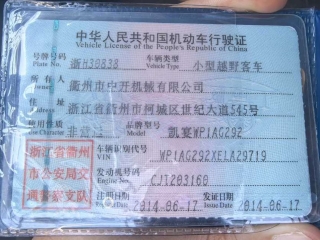 中华人民共和国机动车行驶证
Vehicle License of the People's Republic of China
号牌号码 Plate No. 浙H30838 车辆类型 Vehicle Type 小型越野客车
所有人 Owner 衢州市中开机械有限公司
住址 Address 浙江省衢州市柯城区世纪大道545号
使用性质 非营运 品牌型号 Model 凯宴WP1AG292
浙江省衢州
市公安局交
通警察支队
车辆识别代号 VIN WP1AG292XELA29719
发动机号码 Engine No. CJT203160
注册日期 2014-06-17 发证日期 Issue Date 2014-06-17